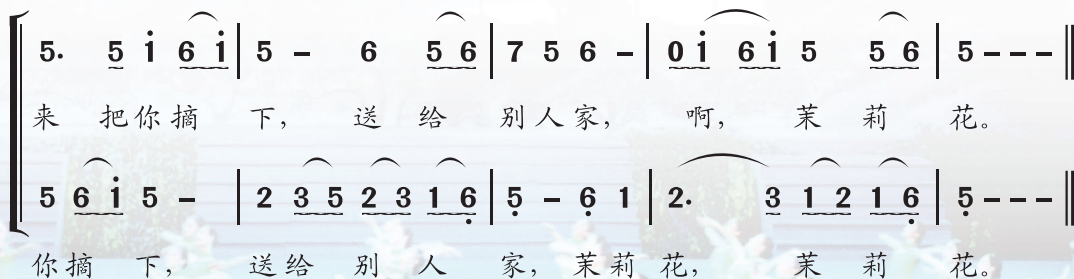 5. 5 i̇ 6 i̇ | 5 – 6 5 6 | 7 5 6 – | 0 i̇ 6 i̇ 5 5 6 | 5 – – – ‖
来 把你摘 下, 送 给 别人家, 啊, 茉 莉 花。
5 6 i̇ 5 – | 2 3 5 2 3 1 6̣ | 5̣ – 6̣ 1 | 2. 3 1 2 1 6̣ | 5̣ – – – ‖
你摘 下, 送给 别 人 家, 茉莉 花, 茉 莉 花。